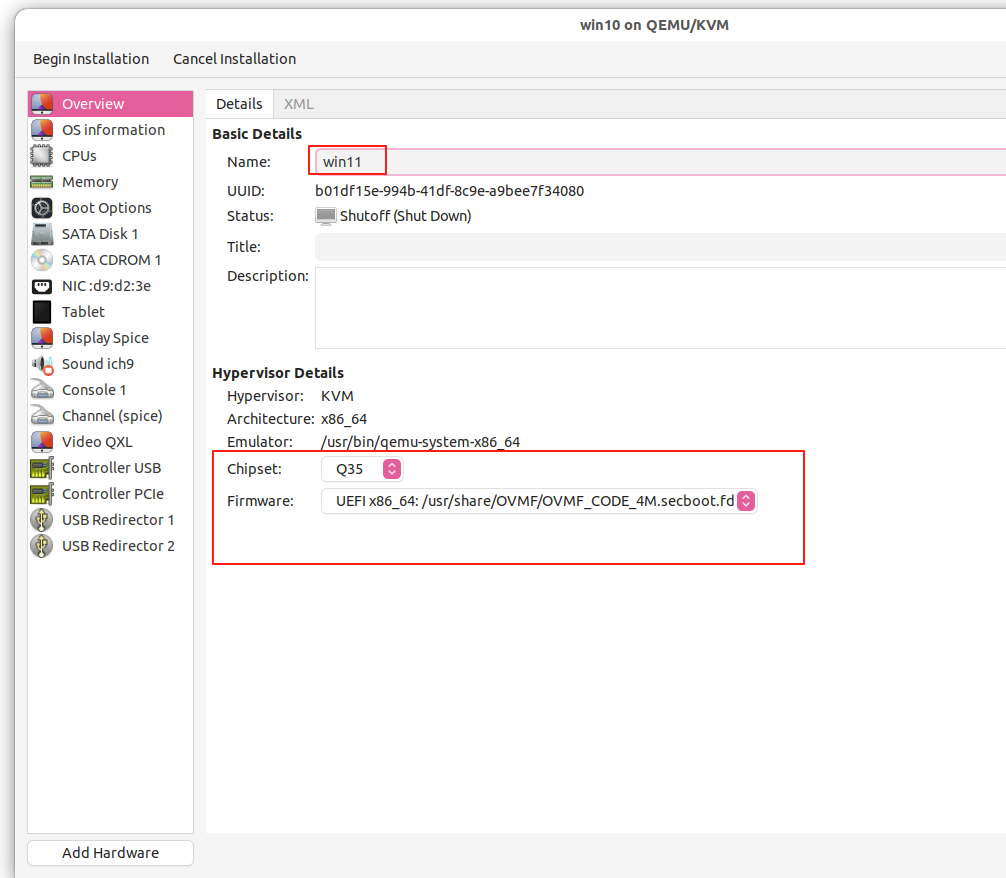 win10 on QEMU/KVM
Begin Installation Cancel Installation
Overview
OS information
CPUs
Memory
Boot Options
SATA Disk 1
SATA CDROM 1
NIC :d9:d2:3e
Tablet
Display Spice
Sound ich9
Console 1
Channel (spice)
Video QXL
Controller USB
Controller PCIe
USB Redirector 1
USB Redirector 2
Add Hardware
Details XML
Basic Details
Name: win11
UUID: b01df15e-994b-41df-8c9e-a9bee7f34080
Status: Shutoff (Shut Down)
Title:
Description:
Hypervisor Details
Hypervisor: KVM
Architecture: x86_64
Emulator: /usr/bin/qemu-system-x86_64
Chipset: Q35
Firmware: UEFI x86_64: /usr/share/OVMF/OVMF_CODE_4M.secboot.fd